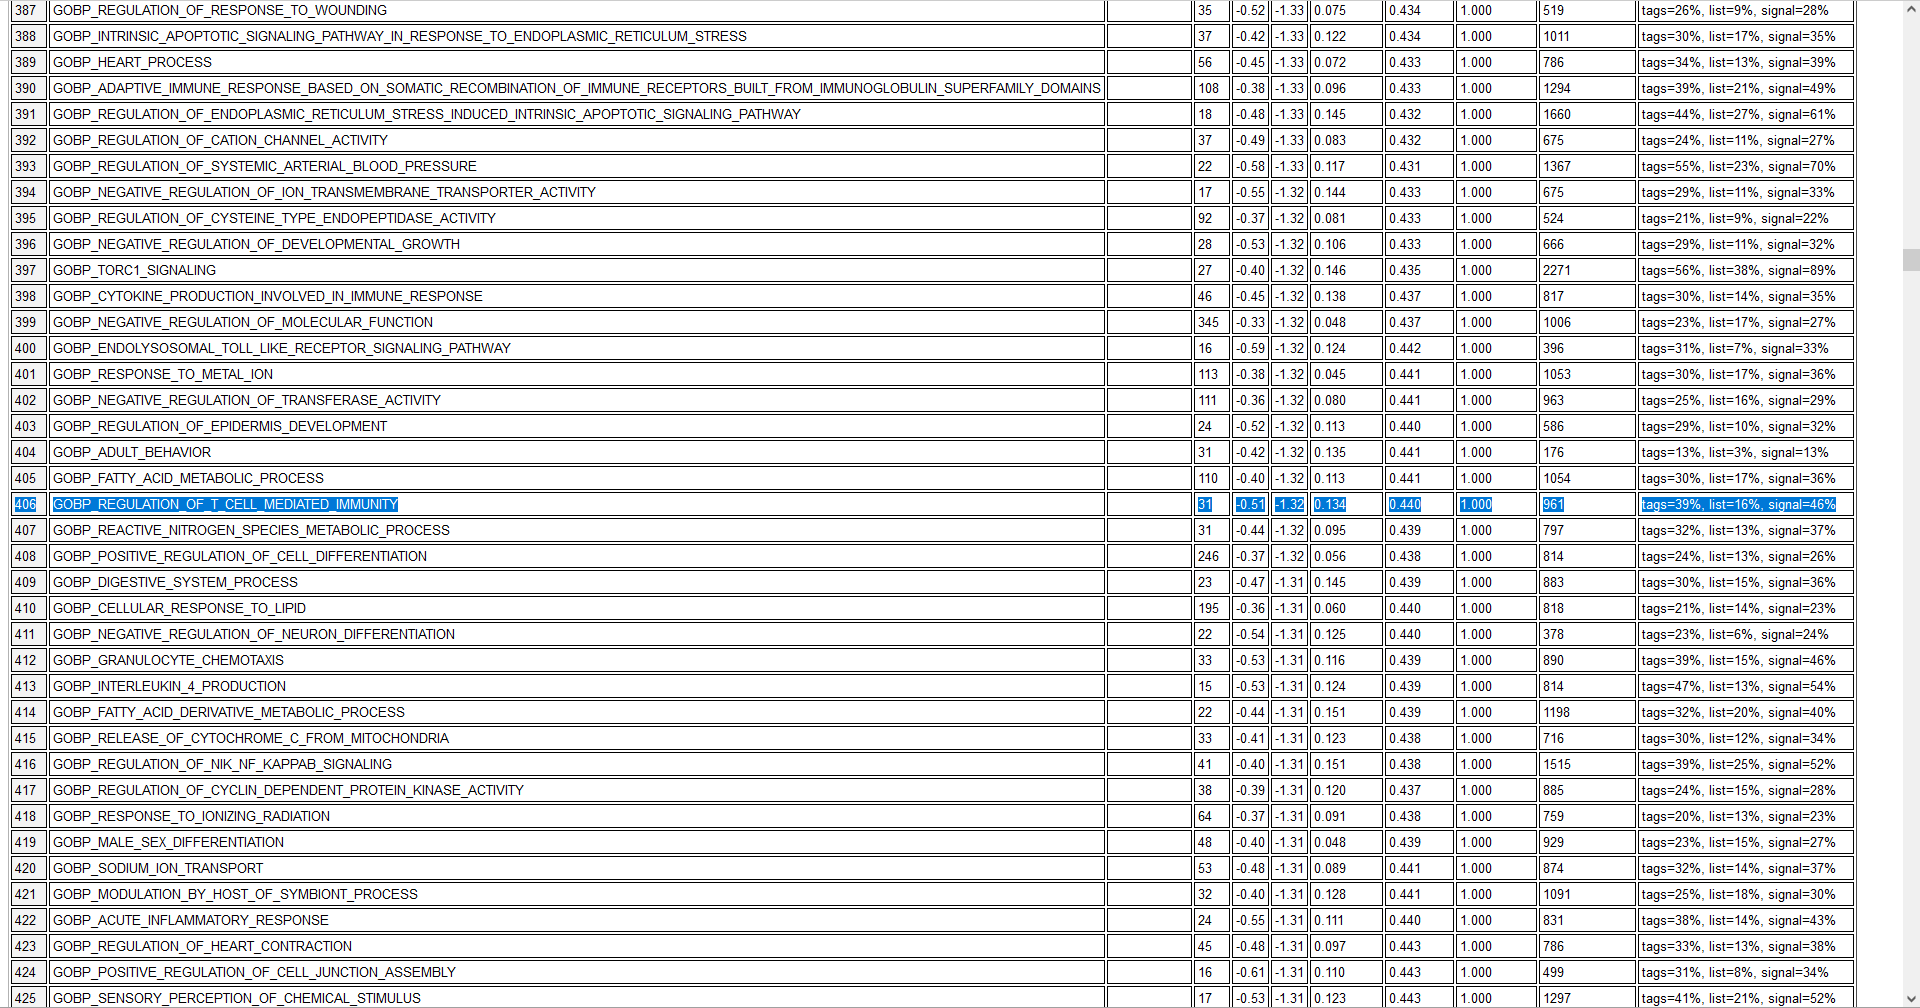 387 GOBP_REGULATION_OF_RESPONSE_TO_WOUNDING 35 -0.52 -1.33 0.075 0.434 1.000 519 tags=26%, list=9%, signal=28%
388 GOBP_INTRINSIC_APOPTOTIC_SIGNALING_PATHWAY_IN_RESPONSE_TO_ENDOPLASMIC_RETICULUM_STRESS 37 -0.42 -1.33 0.122 0.434 1.000 1011 tags=30%, list=17%, signal=35%
389 GOBP_HEART_PROCESS 56 -0.45 -1.33 0.072 0.433 1.000 786 tags=34%, list=13%, signal=39%
390 GOBP_ADAPTIVE_IMMUNE_RESPONSE_BASED_ON_SOMATIC_RECOMBINATION_OF_IMMUNE_RECEPTORS_BUILT_FROM_IMMUNOGLOBULIN_SUPERFAMILY_DOMAINS 108 -0.38 -1.33 0.096 0.433 1.000 1294 tags=39%, list=21%, signal=49%
391 GOBP_REGULATION_OF_ENDOPLASMIC_RETICULUM_STRESS_INDUCED_INTRINSIC_APOPTOTIC_SIGNALING_PATHWAY 18 -0.48 -1.33 0.145 0.432 1.000 1660 tags=44%, list=27%, signal=61%
392 GOBP_REGULATION_OF_CATION_CHANNEL_ACTIVITY 37 -0.49 -1.33 0.083 0.432 1.000 675 tags=24%, list=11%, signal=27%
393 GOBP_REGULATION_OF_SYSTEMIC_ARTERIAL_BLOOD_PRESSURE 22 -0.58 -1.33 0.117 0.431 1.000 1367 tags=55%, list=23%, signal=70%
394 GOBP_NEGATIVE_REGULATION_OF_ION_TRANSMEMBRANE_TRANSPORTER_ACTIVITY 17 -0.55 -1.32 0.144 0.433 1.000 675 tags=29%, list=11%, signal=33%
395 GOBP_REGULATION_OF_CYSTEINE_TYPE_ENDOPEPTIDASE_ACTIVITY 92 -0.37 -1.32 0.081 0.433 1.000 524 tags=21%, list=9%, signal=22%
396 GOBP_NEGATIVE_REGULATION_OF_DEVELOPMENTAL_GROWTH 28 -0.53 -1.32 0.106 0.433 1.000 666 tags=29%, list=11%, signal=32%
397 GOBP_TORC1_SIGNALING 27 -0.40 -1.32 0.146 0.435 1.000 2271 tags=56%, list=38%, signal=89%
398 GOBP_CYTOKINE_PRODUCTION_INVOLVED_IN_IMMUNE_RESPONSE 46 -0.45 -1.32 0.138 0.437 1.000 817 tags=30%, list=14%, signal=35%
399 GOBP_NEGATIVE_REGULATION_OF_MOLECULAR_FUNCTION 345 -0.33 -1.32 0.048 0.437 1.000 1006 tags=23%, list=17%, signal=27%
400 GOBP_ENDOLYSOSOMAL_TOLL_LIKE_RECEPTOR_SIGNALING_PATHWAY 16 -0.59 -1.32 0.124 0.442 1.000 396 tags=31%, list=7%, signal=33%
401 GOBP_RESPONSE_TO_METAL_ION 113 -0.38 -1.32 0.045 0.441 1.000 1053 tags=30%, list=17%, signal=36%
402 GOBP_NEGATIVE_REGULATION_OF_TRANSFERASE_ACTIVITY 111 -0.36 -1.32 0.080 0.441 1.000 963 tags=25%, list=16%, signal=29%
403 GOBP_REGULATION_OF_EPIDERMIS_DEVELOPMENT 24 -0.52 -1.32 0.113 0.440 1.000 586 tags=29%, list=10%, signal=32%
404 GOBP_ADULT_BEHAVIOR 31 -0.42 -1.32 0.135 0.441 1.000 176 tags=13%, list=3%, signal=13%
405 GOBP_FATTY_ACID_METABOLIC_PROCESS 110 -0.40 -1.32 0.113 0.441 1.000 1054 tags=30%, list=17%, signal=36%
406 GOBP_REGULATION_OF_T_CELL_MEDIATED_IMMUNITY 31 -0.51 -1.32 0.134 0.440 1.000 961 tags=39%, list=16%, signal=46%
407 GOBP_REACTIVE_NITROGEN_SPECIES_METABOLIC_PROCESS 31 -0.44 -1.32 0.095 0.439 1.000 797 tags=32%, list=13%, signal=37%
408 GOBP_POSITIVE_REGULATION_OF_CELL_DIFFERENTIATION 246 -0.37 -1.32 0.056 0.438 1.000 814 tags=24%, list=13%, signal=26%
409 GOBP_DIGESTIVE_SYSTEM_PROCESS 23 -0.47 -1.31 0.145 0.439 1.000 883 tags=30%, list=15%, signal=36%
410 GOBP_CELLULAR_RESPONSE_TO_LIPID 195 -0.36 -1.31 0.060 0.440 1.000 818 tags=21%, list=14%, signal=23%
411 GOBP_NEGATIVE_REGULATION_OF_NEURON_DIFFERENTIATION 22 -0.54 -1.31 0.125 0.440 1.000 378 tags=23%, list=6%, signal=24%
412 GOBP_GRANULOCYTE_CHEMOTAXIS 33 -0.53 -1.31 0.116 0.439 1.000 890 tags=39%, list=15%, signal=46%
413 GOBP_INTERLEUKIN_4_PRODUCTION 15 -0.53 -1.31 0.124 0.439 1.000 814 tags=47%, list=13%, signal=54%
414 GOBP_FATTY_ACID_DERIVATIVE_METABOLIC_PROCESS 22 -0.44 -1.31 0.151 0.439 1.000 1198 tags=32%, list=20%, signal=40%
415 GOBP_RELEASE_OF_CYTOCHROME_C_FROM_MITOCHONDRIA 33 -0.41 -1.31 0.123 0.438 1.000 716 tags=30%, list=12%, signal=34%
416 GOBP_REGULATION_OF_NIK_NF_KAPPAB_SIGNALING 41 -0.40 -1.31 0.151 0.438 1.000 1515 tags=39%, list=25%, signal=52%
417 GOBP_REGULATION_OF_CYCLIN_DEPENDENT_PROTEIN_KINASE_ACTIVITY 38 -0.39 -1.31 0.120 0.437 1.000 885 tags=24%, list=15%, signal=28%
418 GOBP_RESPONSE_TO_IONIZING_RADIATION 64 -0.37 -1.31 0.091 0.438 1.000 759 tags=20%, list=13%, signal=23%
419 GOBP_MALE_SEX_DIFFERENTIATION 48 -0.40 -1.31 0.048 0.439 1.000 929 tags=23%, list=15%, signal=27%
420 GOBP_SODIUM_ION_TRANSPORT 53 -0.48 -1.31 0.089 0.441 1.000 874 tags=32%, list=14%, signal=37%
421 GOBP_MODULATION_BY_HOST_OF_SYMBIONT_PROCESS 32 -0.40 -1.31 0.128 0.441 1.000 1091 tags=25%, list=18%, signal=30%
422 GOBP_ACUTE_INFLAMMATORY_RESPONSE 24 -0.55 -1.31 0.111 0.440 1.000 831 tags=38%, list=14%, signal=43%
423 GOBP_REGULATION_OF_HEART_CONTRACTION 45 -0.48 -1.31 0.097 0.443 1.000 786 tags=33%, list=13%, signal=38%
424 GOBP_POSITIVE_REGULATION_OF_CELL_JUNCTION_ASSEMBLY 16 -0.61 -1.31 0.110 0.443 1.000 499 tags=31%, list=8%, signal=34%
425 GOBP_SENSORY_PERCEPTION_OF_CHEMICAL_STIMULUS 17 -0.53 -1.31 0.123 0.443 1.000 1297 tags=41%, list=21%, signal=52%